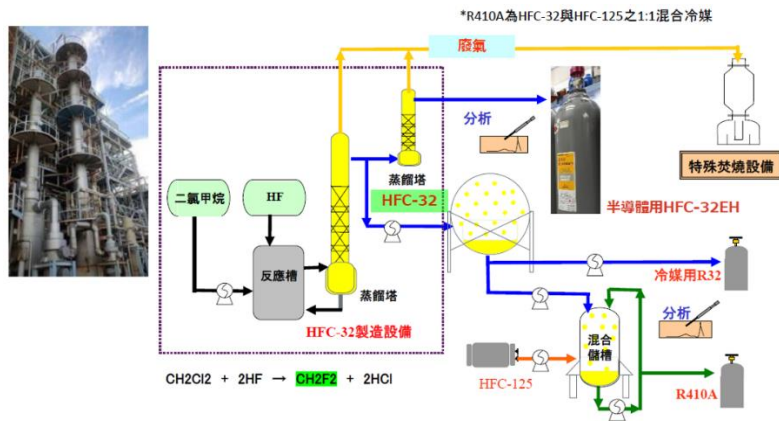 *R410A為HFC-32與HFC-125之1:1混合冷媒
廢氣
分析
特殊焚燒設備
二氯甲烷
HF
蒸餾塔
HFC-32
半導體用HFC-32EH
反應槽
蒸餾塔
冷媒用R32
HFC-32製造設備
分析
混合
儲槽
HFC-125
R410A
CH2Cl2 + 2HF → CH2F2 + 2HCl